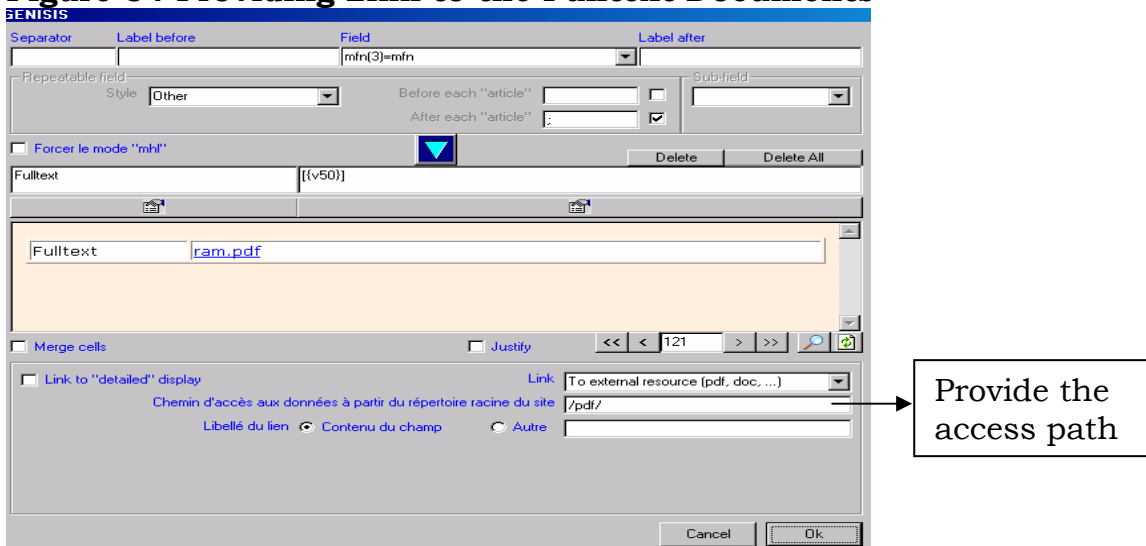 Figure : Providing Link to the Fulltext Documents
GENISIS
Separator Label before Field Label after
mfn(3)=mfn
Repeatable field Sub-field
Style Other Before each "article"
After each "article" ;
Forcer le mode "mhl"
Delete Delete All
Fulltext [{v50}]
Fulltext ram.pdf
Merge cells Justify << < 121 > >>
Link to "detailed" display Link To external resource (pdf, doc, ...)
Chemin d'accès aux données à partir du répertoire racine du site /pdf/
Libellé du lien Contenu du champ Autre
Provide the
access path
Cancel Ok